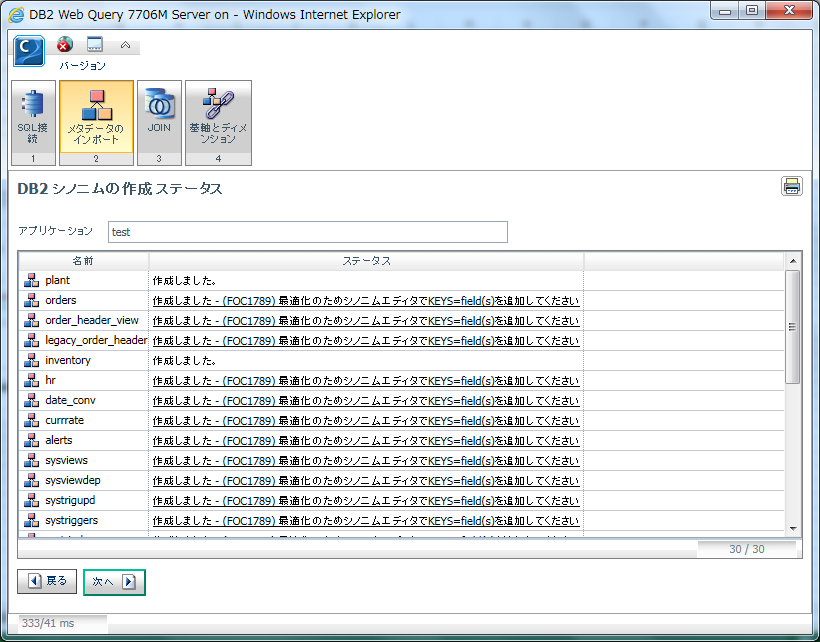 DB2 Web Query 7706M Server on - Windows Internet Explorer
バージョン
SQL接
続
1
メタデータの
インポート
2
JOIN
3
基軸とディメ
ンション
4
DB2 シノニムの作成 ステータス
アプリケーション test
名前 ステータス
plant 作成しました。
orders 作成しました - (FOC1789) 最適化のためシノニムエディタでKEYS=field(s)を追加してください
order_header_view 作成しました - (FOC1789) 最適化のためシノニムエディタでKEYS=field(s)を追加してください
legacy_order_header 作成しました - (FOC1789) 最適化のためシノニムエディタでKEYS=field(s)を追加してください
inventory 作成しました。
hr 作成しました - (FOC1789) 最適化のためシノニムエディタでKEYS=field(s)を追加してください
date_conv 作成しました - (FOC1789) 最適化のためシノニムエディタでKEYS=field(s)を追加してください
currrate 作成しました - (FOC1789) 最適化のためシノニムエディタでKEYS=field(s)を追加してください
alerts 作成しました - (FOC1789) 最適化のためシノニムエディタでKEYS=field(s)を追加してください
sysviews 作成しました - (FOC1789) 最適化のためシノニムエディタでKEYS=field(s)を追加してください
sysviewdep 作成しました - (FOC1789) 最適化のためシノニムエディタでKEYS=field(s)を追加してください
systrigupd 作成しました - (FOC1789) 最適化のためシノニムエディタでKEYS=field(s)を追加してください
systriggers 作成しました - (FOC1789) 最適化のためシノニムエディタでKEYS=field(s)を追加してください
30 / 30
戻る 次へ
333/41 ms